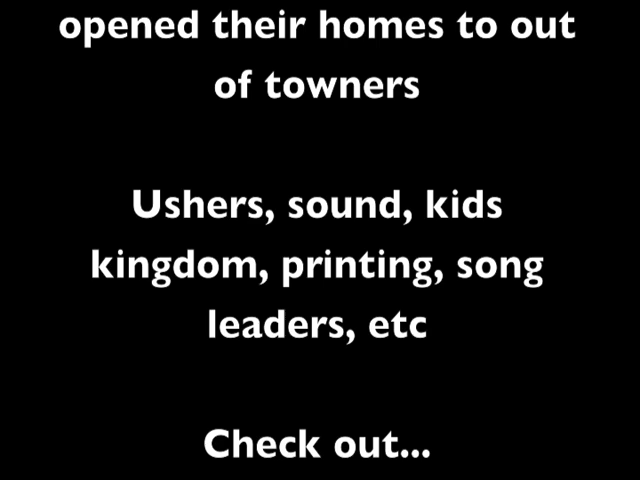 opened their homes to out
of towners
Ushers, sound, kids
kingdom, printing, song
leaders, etc
Check out...